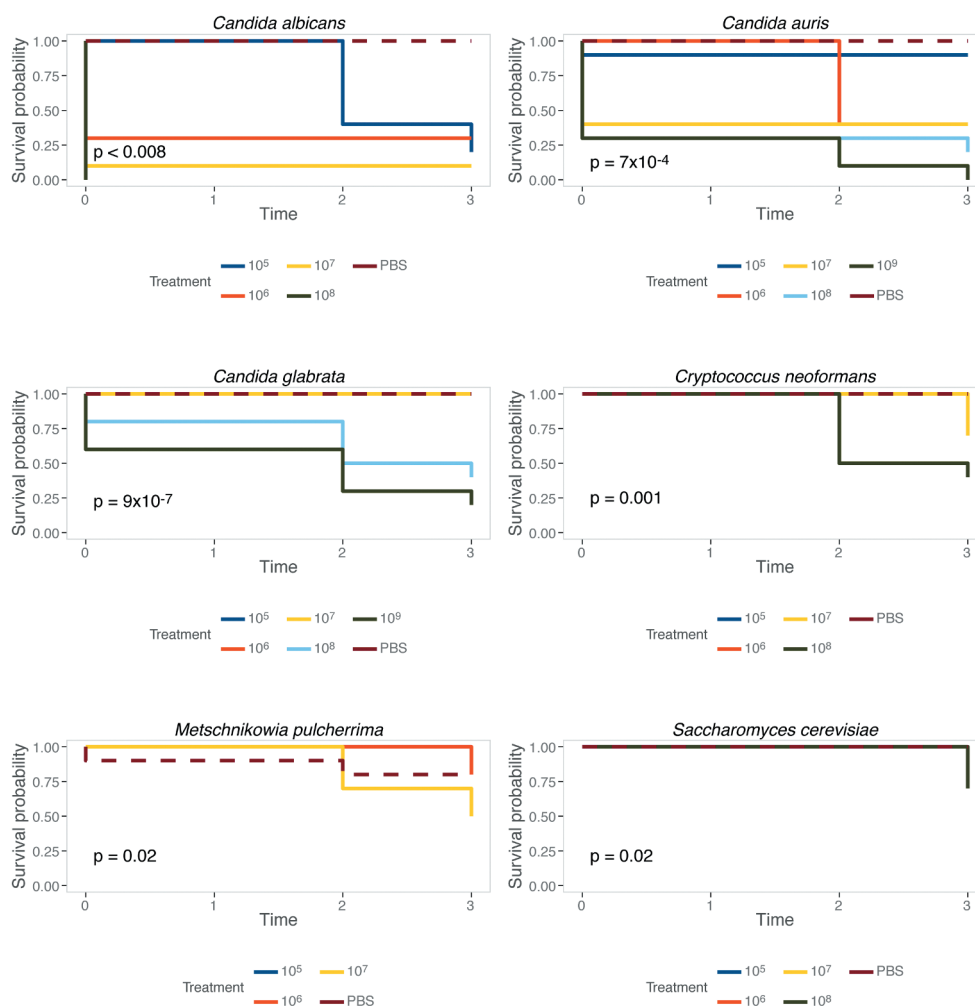 Candida albicans
Survival probability
1.00
0.75
0.50
0.25
0.00
p < 0.008
0 1 2 3
Time
Treatment
10⁵ 10⁷ PBS
10⁶ 10⁸
Candida auris
Survival probability
1.00
0.75
0.50
0.25
0.00
p = 7x10⁻⁴
0 1 2 3
Time
Treatment
10⁵ 10⁷ 10⁹
10⁶ 10⁸ PBS
Candida glabrata
Survival probability
1.00
0.75
0.50
0.25
0.00
p = 9x10⁻⁷
0 1 2 3
Time
Treatment
10⁵ 10⁷ 10⁹
10⁶ 10⁸ PBS
Cryptococcus neoformans
Survival probability
1.00
0.75
0.50
0.25
0.00
p = 0.001
0 1 2 3
Time
Treatment
10⁵ 10⁷ PBS
10⁶ 10⁸
Metschnikowia pulcherrima
Survival probability
1.00
0.75
0.50
0.25
0.00
p = 0.02
0 1 2 3
Time
Treatment
10⁵ 10⁷
10⁶ PBS
Saccharomyces cerevisiae
Survival probability
1.00
0.75
0.50
0.25
0.00
p = 0.02
0 1 2 3
Time
Treatment
10⁵ 10⁷ PBS
10⁶ 10⁸